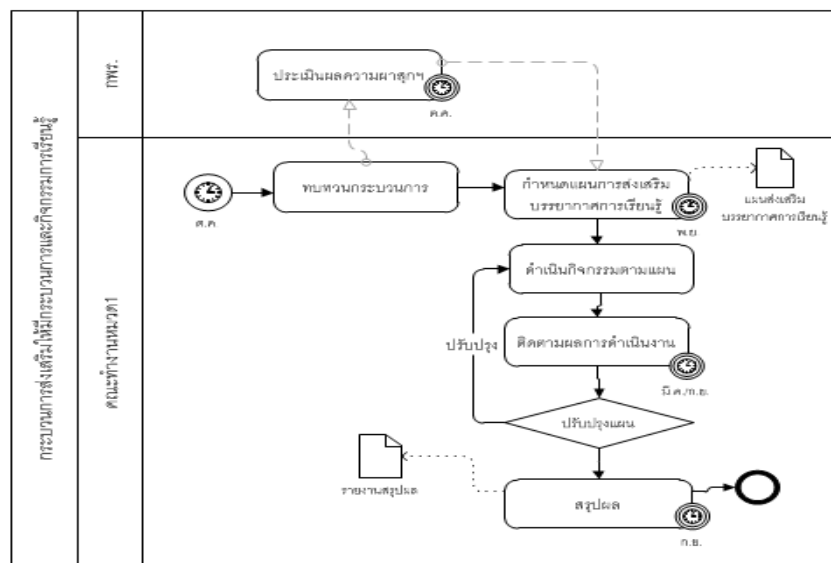 กระบวนการส่งเสริมให้มีกระบวนการและกิจกรรมการเรียนรู้
กพร.
ประเมินผลความผาสุกฯ
ต.ค.
คณะทำงานหมวด1
ส.ค.
ทบทวนกระบวนการ
กำหนดแผนการส่งเสริม
บรรยากาศการเรียนรู้
พ.ย
แผนส่งเสริม
บรรยากาศการเรียนรู้
ดำเนินกิจกรรมตามแผน
ปรับปรุง
ติดตามผลการดำเนินงาน
มี.ค./ก.ย.
ปรับปรุงแผน
รายงานสรุปผล
สรุปผล
ก.ย.